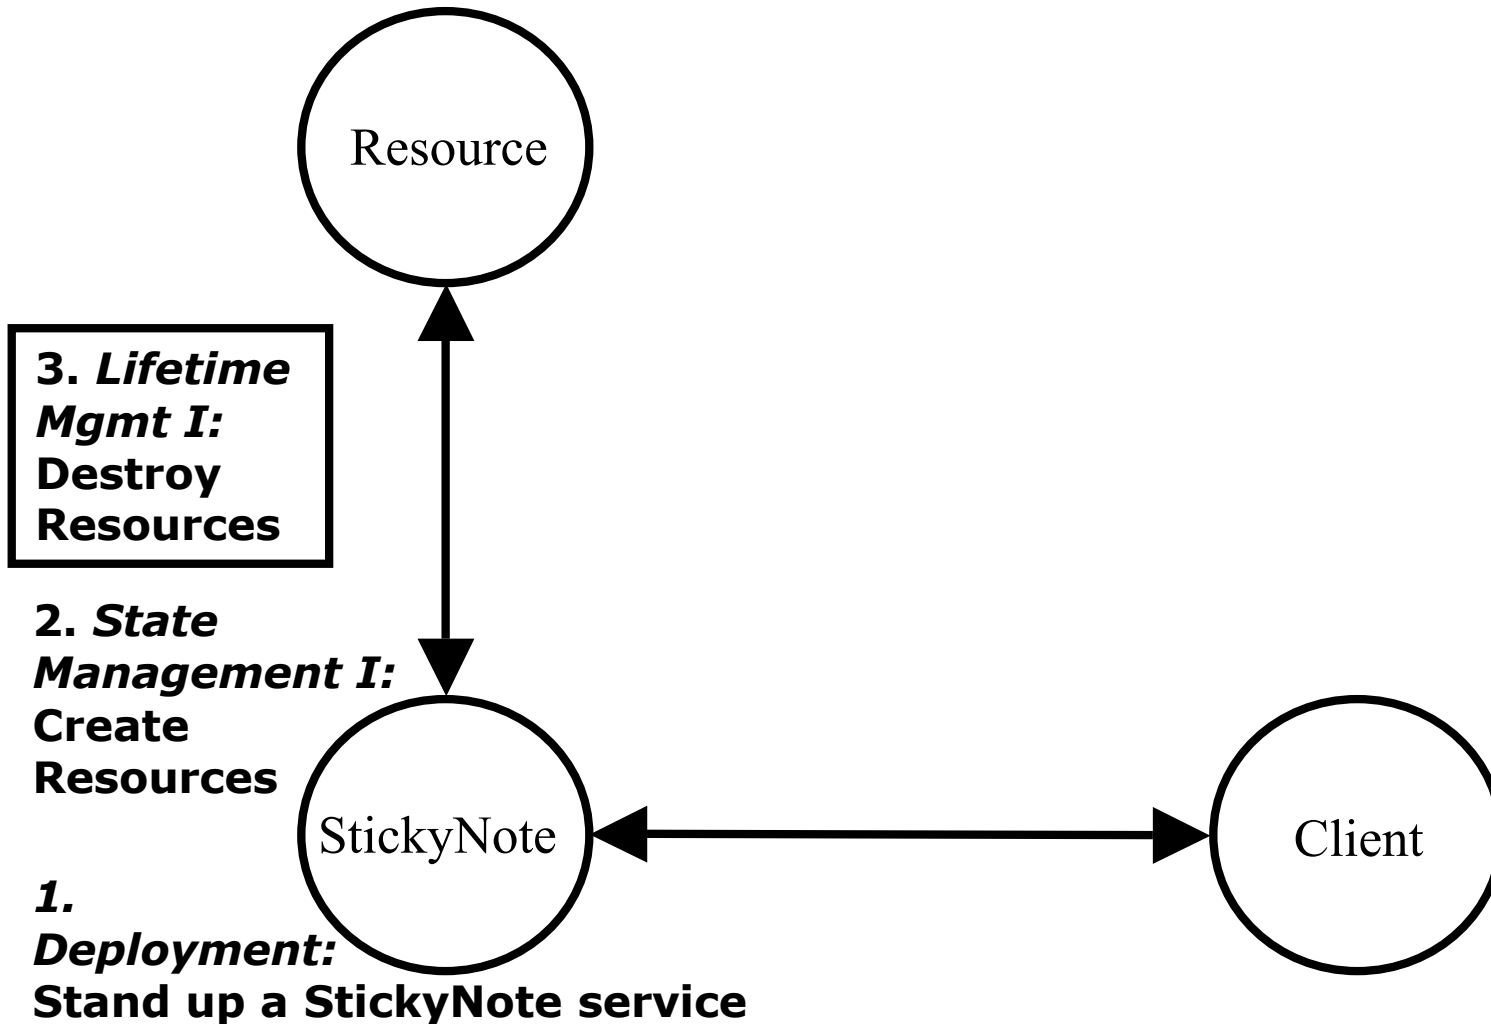 Resource
3. Lifetime
Mgmt I:
Destroy
Resources
2. State
Management I:
Create
Resources
StickyNote
Client
1.
Deployment:
Stand up a StickyNote service